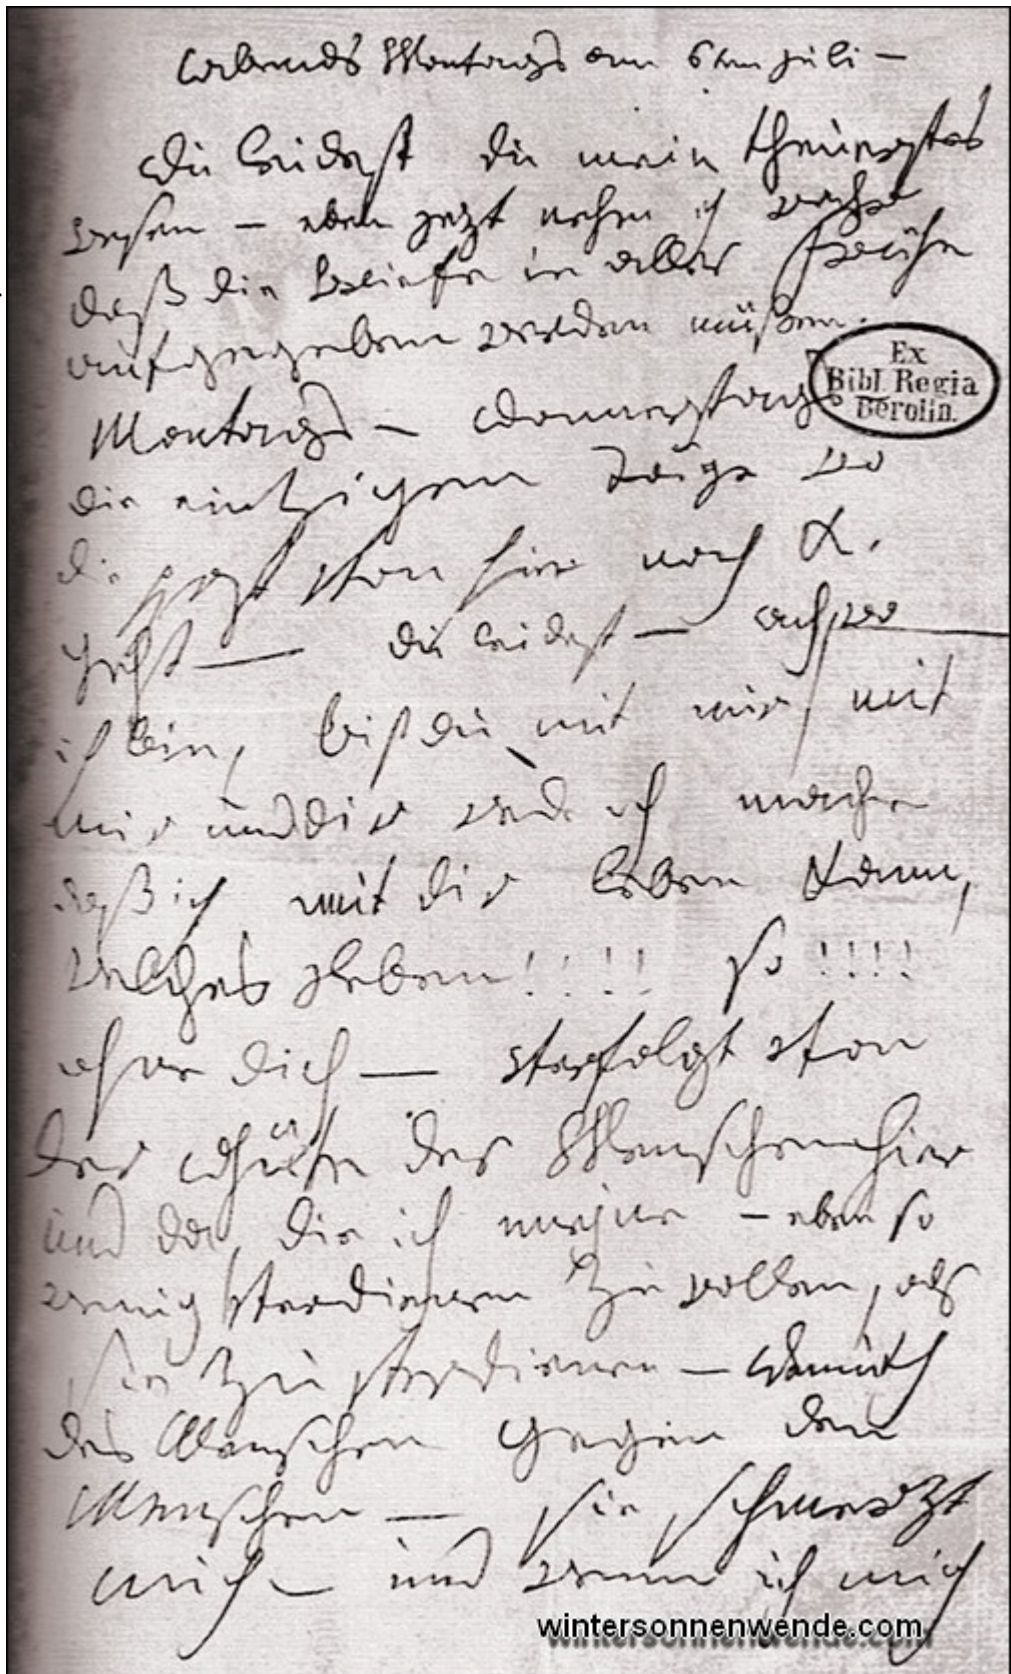 Abends Montags am 6ten Juli —
Du leidest du mein theuerstes
wesen — eben jezt nehme ich wahr
daß die Briefe in aller Frühe
aufgegeben werden müßen.
Ex
Bibl. Regia
Berolin.
Montags — Donnerstags
die eintzigen Täge wo
die Post von hier nach K.
geht — du leidest — ach, wo
ich bin, bist du mit mir, mit
mir und dir rede ich mache
daß ich mit dir leben kann,
welches Leben!!!! so!!!!
ohne dich — Verfolgt von
der Güte der Menschen hier
und da, die ich meyne — eben so
wenig Verdienen zu wollen, als
sie zu verdienen — Demuth
des Menschen gegen den
Menschen — sie schmerzt
mich — und wenn ich mich
wintersonnenwende.com